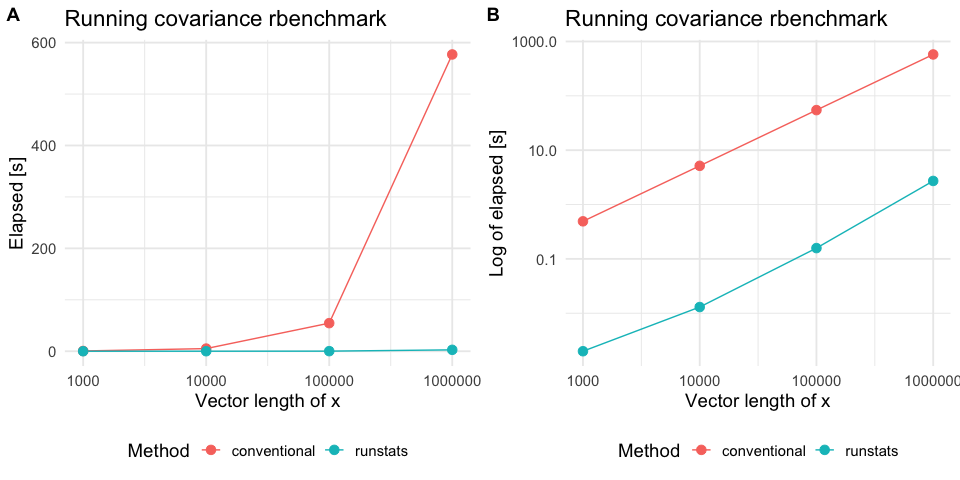 A
Running covariance rbenchmark
600
400
200
0
Elapsed [s]
1000
10000
100000
1000000
Vector length of x
Method
conventional
runstats
B
Running covariance rbenchmark
1000.0
10.0
0.1
Log of elapsed [s]
1000
10000
100000
1000000
Vector length of x
Method
conventional
runstats